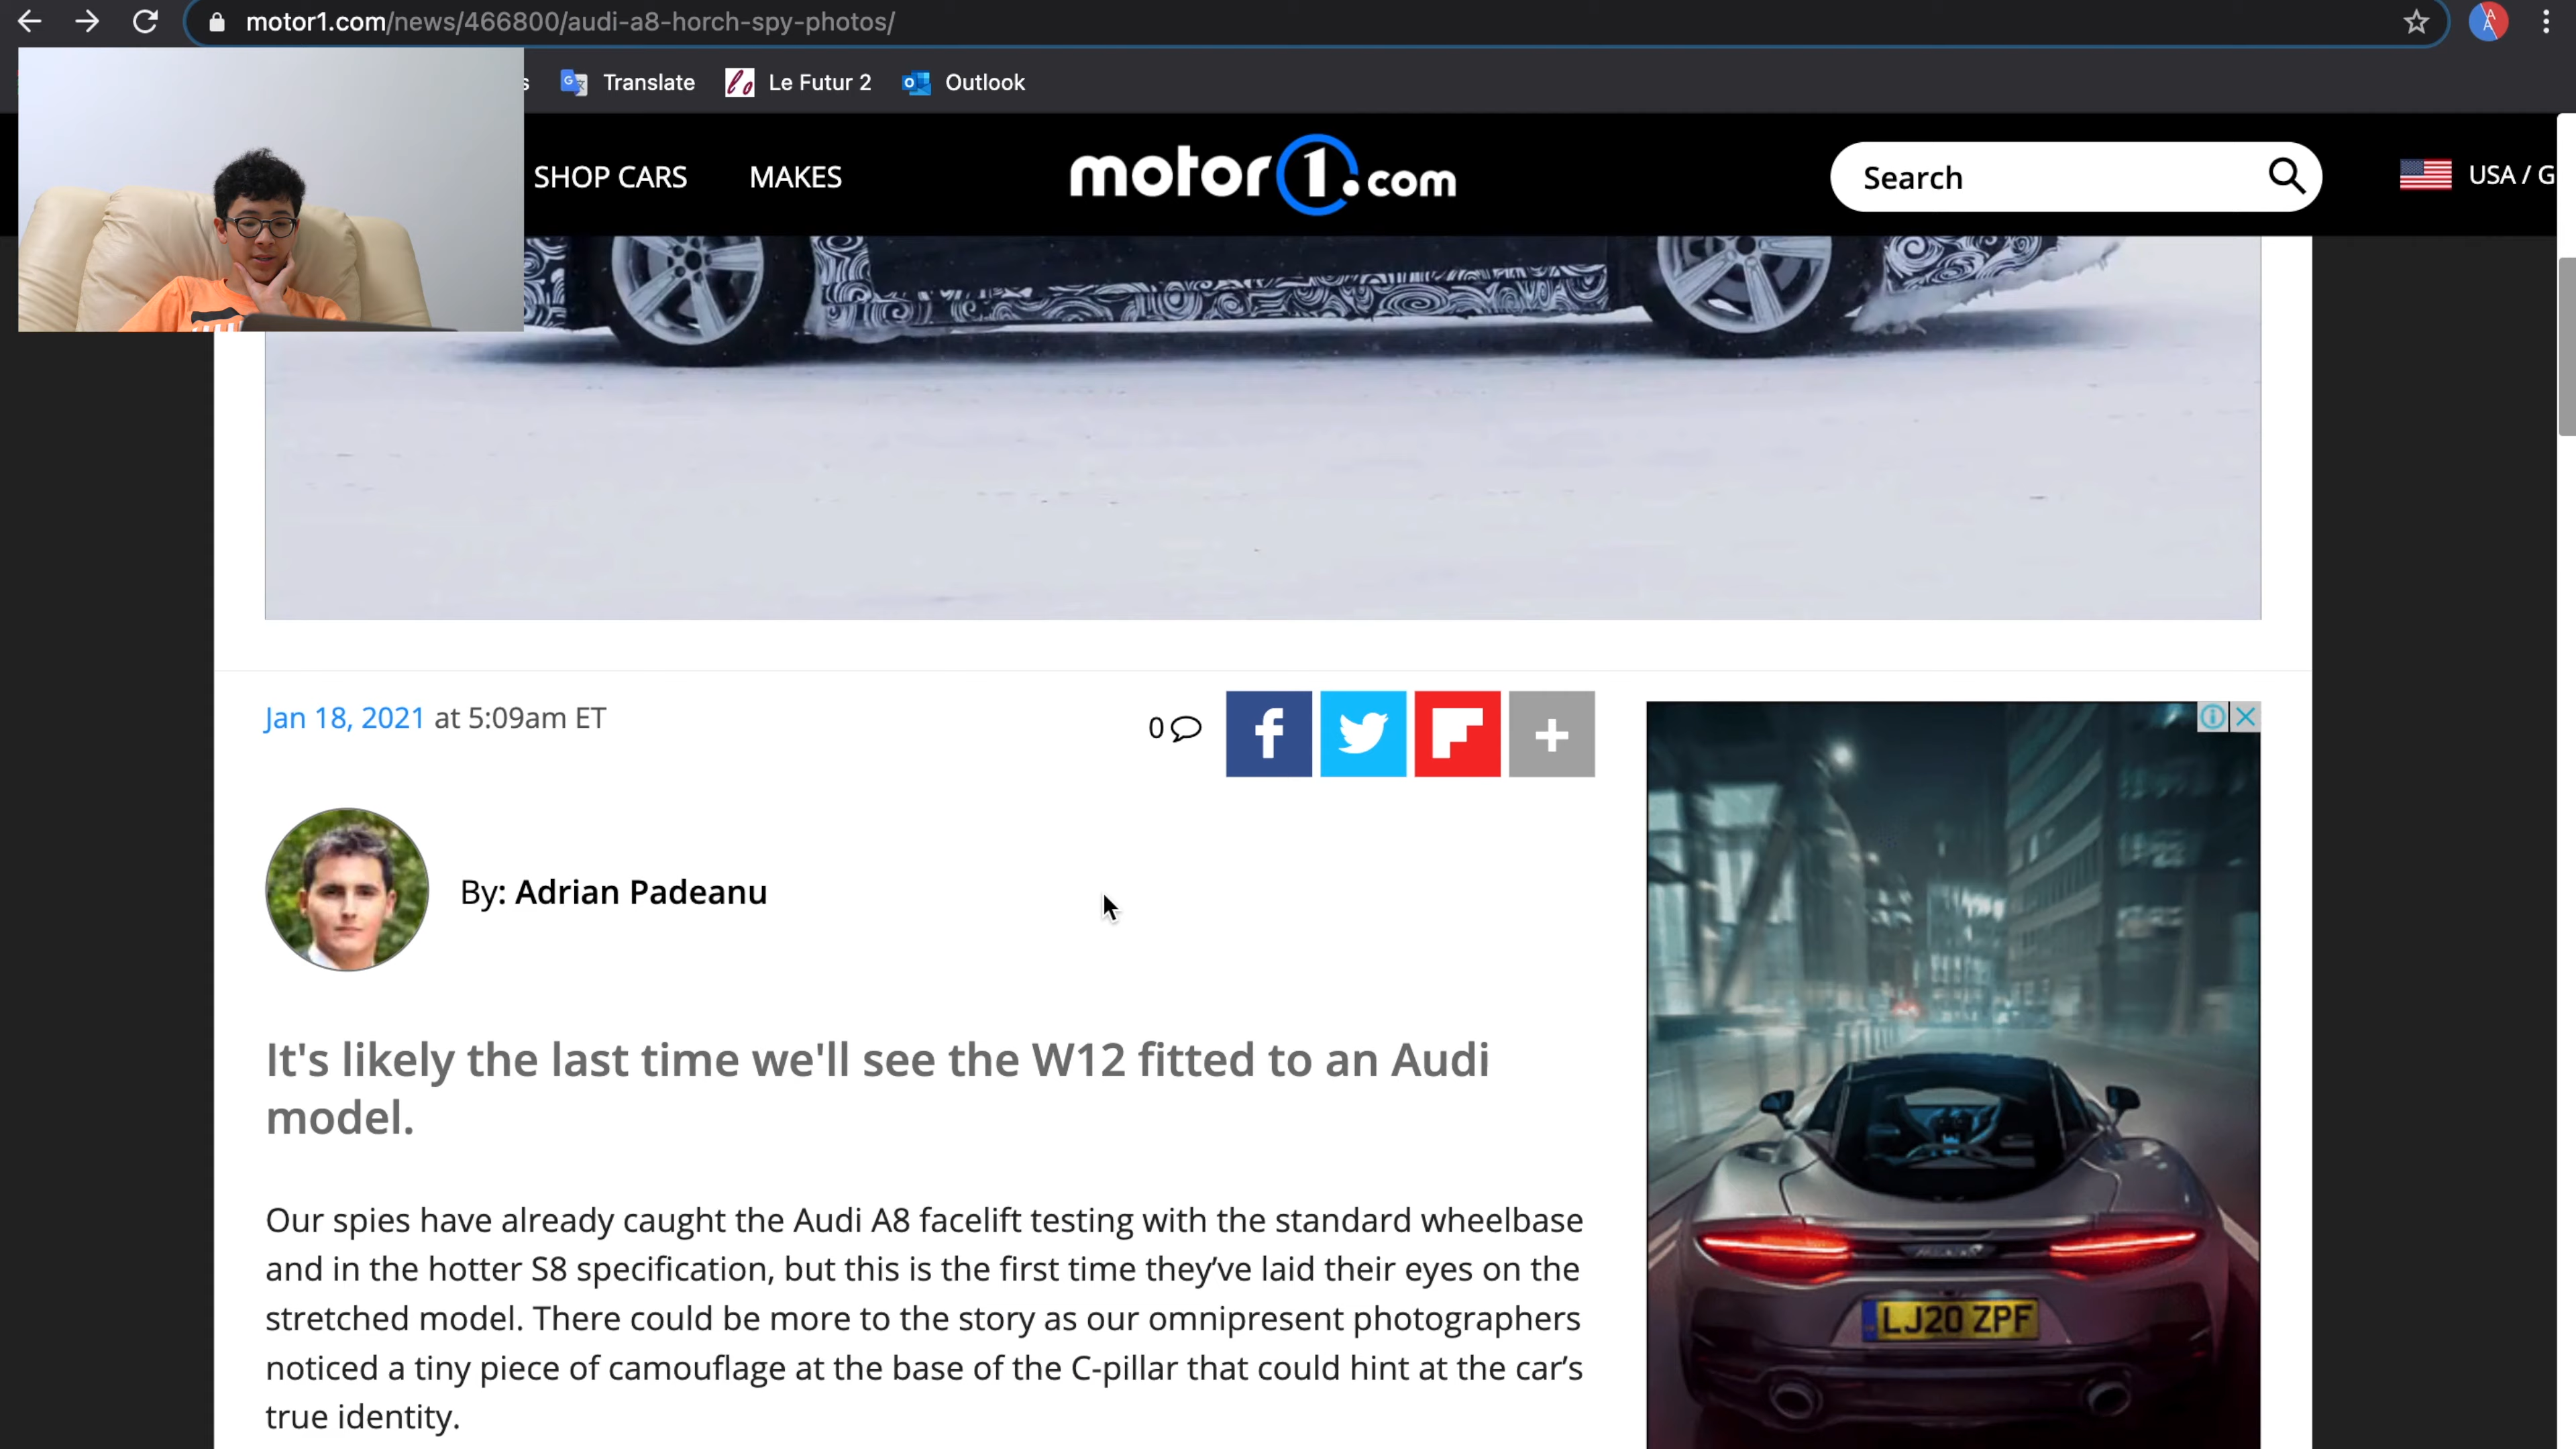 motor1.com/news/466800/audi-a8-horch-spy-photos/
Translate
Le Futur 2
Outlook
SHOP CARS
MAKES
motor1.com
Search
USA / G
Jan 18, 2021 at 5:09am ET
0
By: Adrian Padeanu
It's likely the last time we'll see the W12 fitted to an Audi
model.
Our spies have already caught the Audi A8 facelift testing with the standard wheelbase
and in the hotter S8 specification, but this is the first time they've laid their eyes on the
stretched model. There could be more to the story as our omnipresent photographers
noticed a tiny piece of camouflage at the base of the C-pillar that could hint at the car's
true identity.
LJ20 ZPF